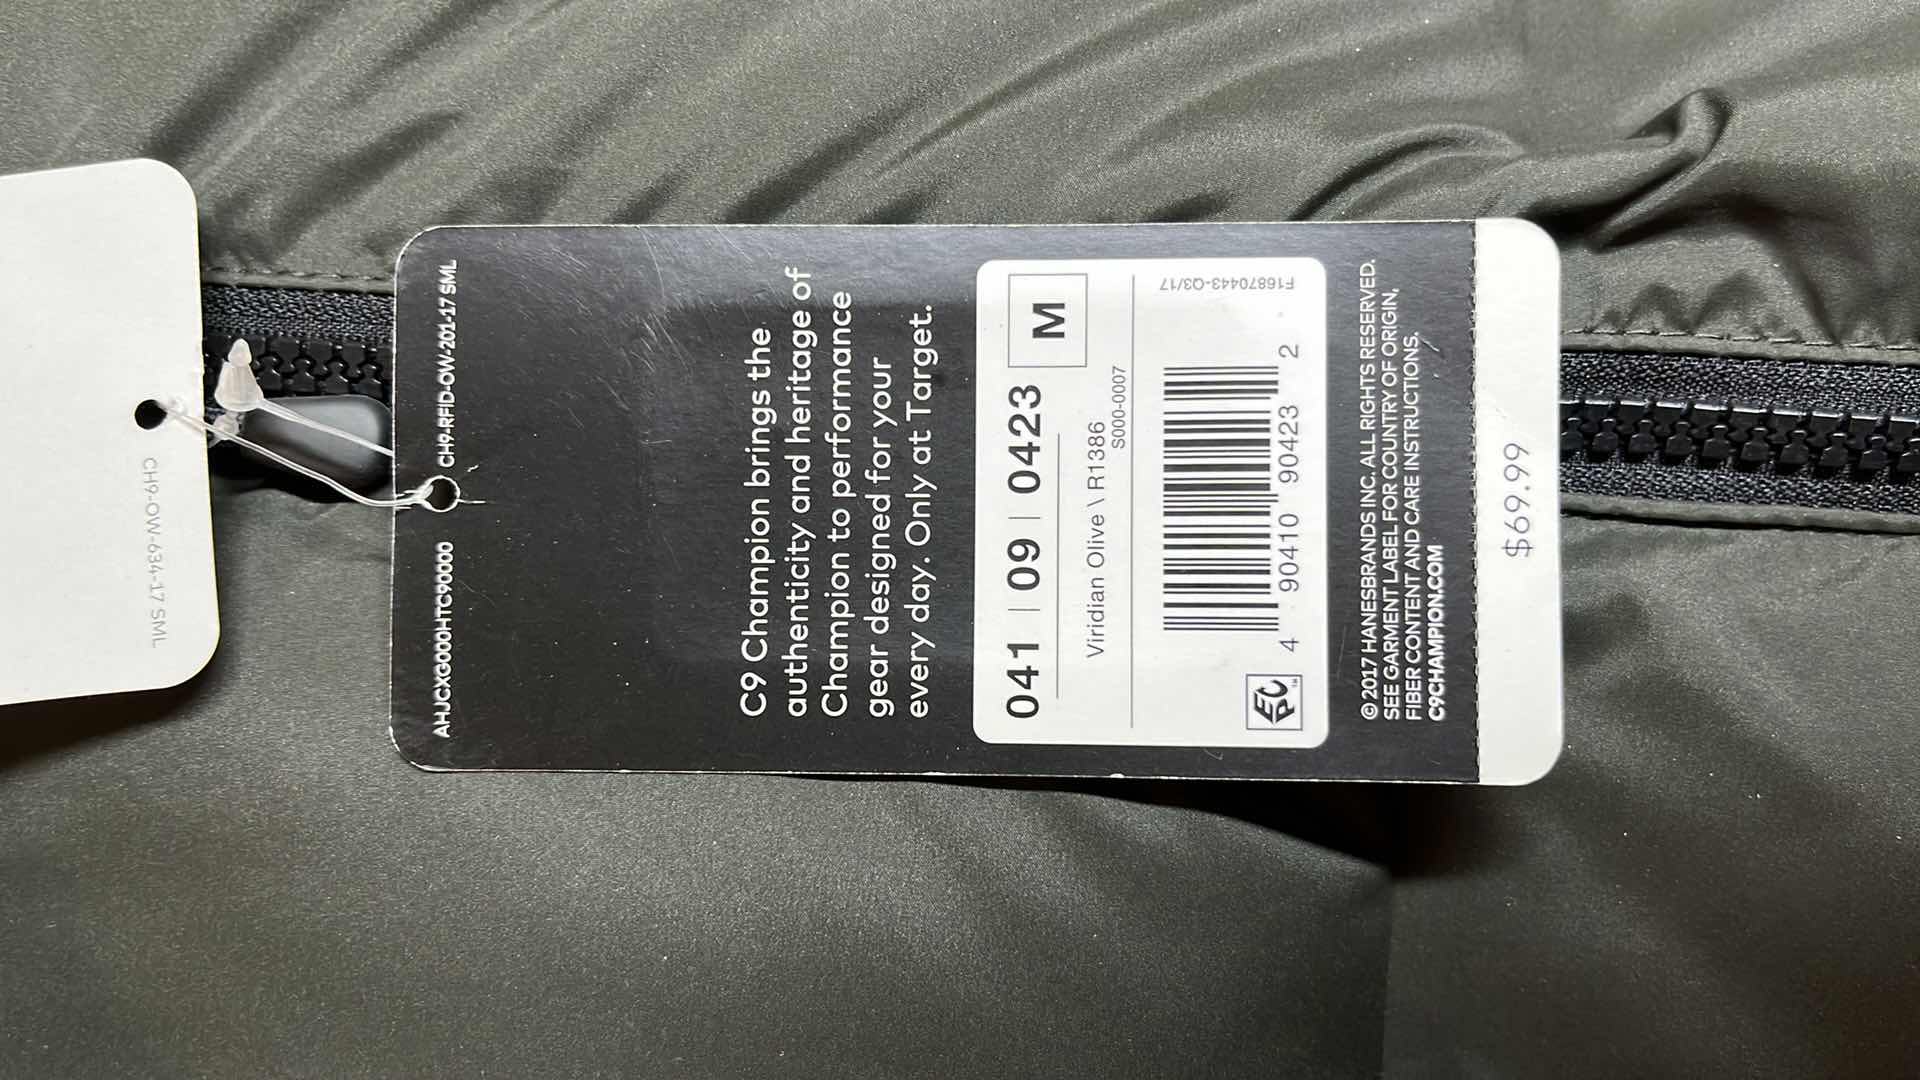 CH9-OW-634-17 SML
AHJCXG000HTC90000 CH9-RFID-OW-201-17 SML
C9 Champion brings the
authenticity and heritage of
Champion to performance
gear designed for your
every day. Only at Target.
041 | 09 | 0423 M
Viridian Olive \ R1386
S000-0007
F16870443-Q3/17
4 90410 90423 2
EPC™
© 2017 HANESBRANDS INC. ALL RIGHTS RESERVED.
SEE GARMENT LABEL FOR COUNTRY OF ORIGIN,
FIBER CONTENT AND CARE INSTRUCTIONS.
C9CHAMPION.COM
$69.99